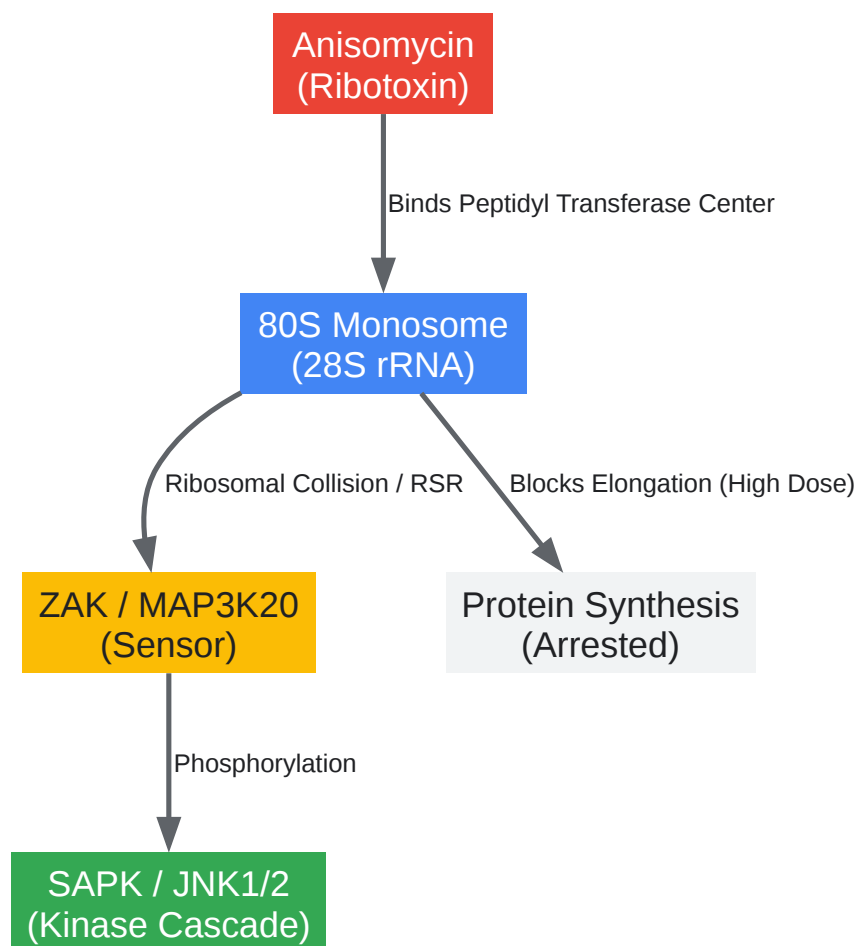 Anisomycin
(Ribotoxin)
Binds Peptidyl Transferase Center
80S Monosome
(28S rRNA)
Ribosomal Collision / RSR
Blocks Elongation (High Dose)
ZAK / MAP3K20
(Sensor)
Protein Synthesis
(Arrested)
Phosphorylation
SAPK / JNK1/2
(Kinase Cascade)